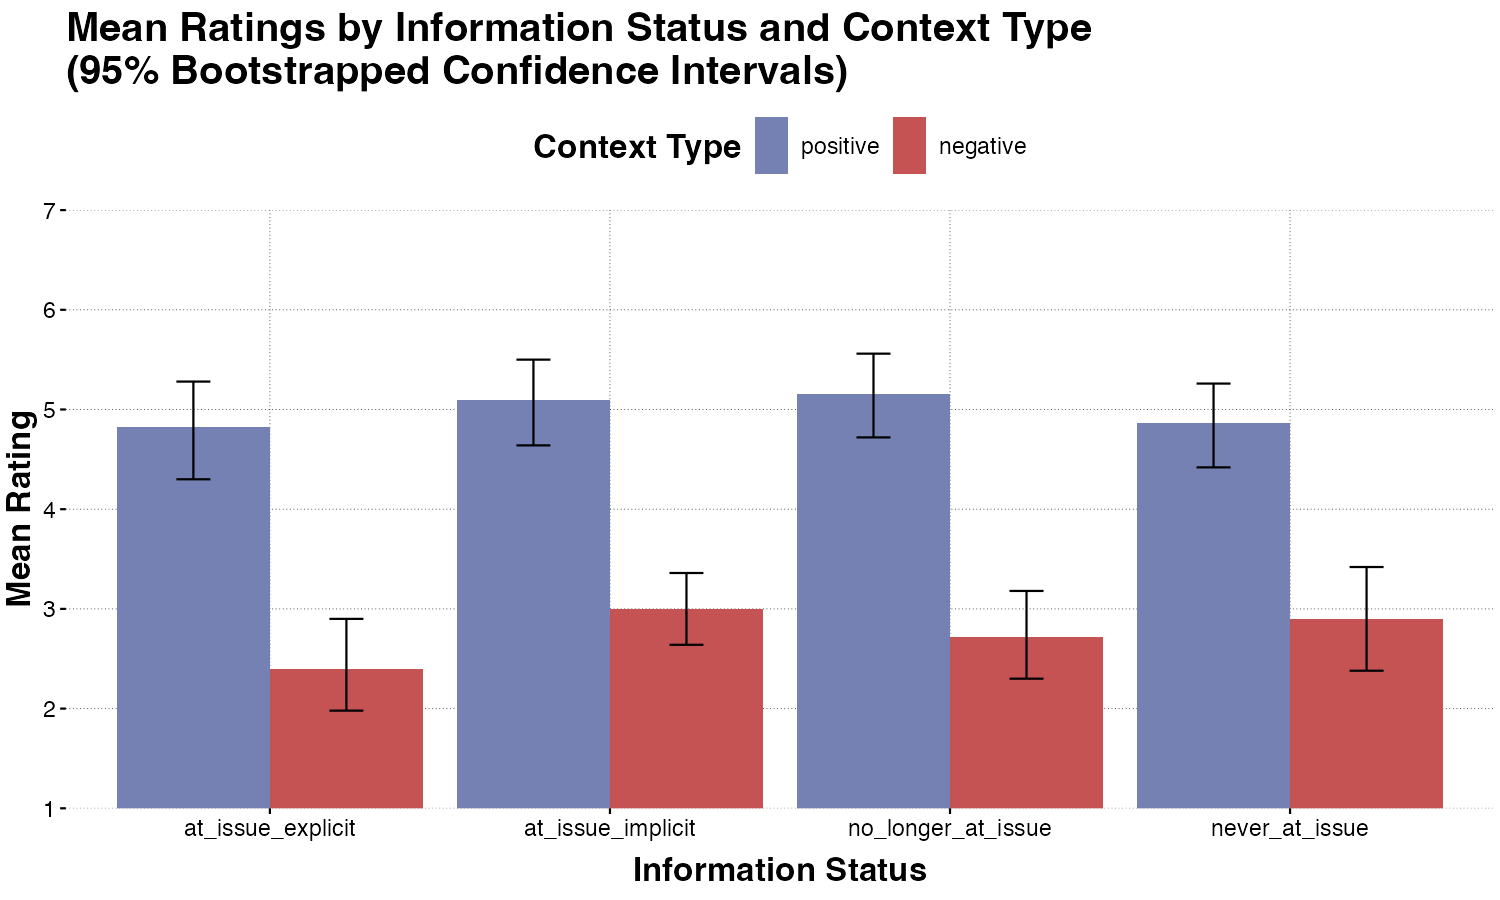 Mean Ratings by Information Status and Context Type
(95% Bootstrapped Confidence Intervals)
Context Type positive negative
7
6
5
4
3
2
1
Mean Rating
at_issue_explicit at_issue_implicit no_longer_at_issue never_at_issue
Information Status